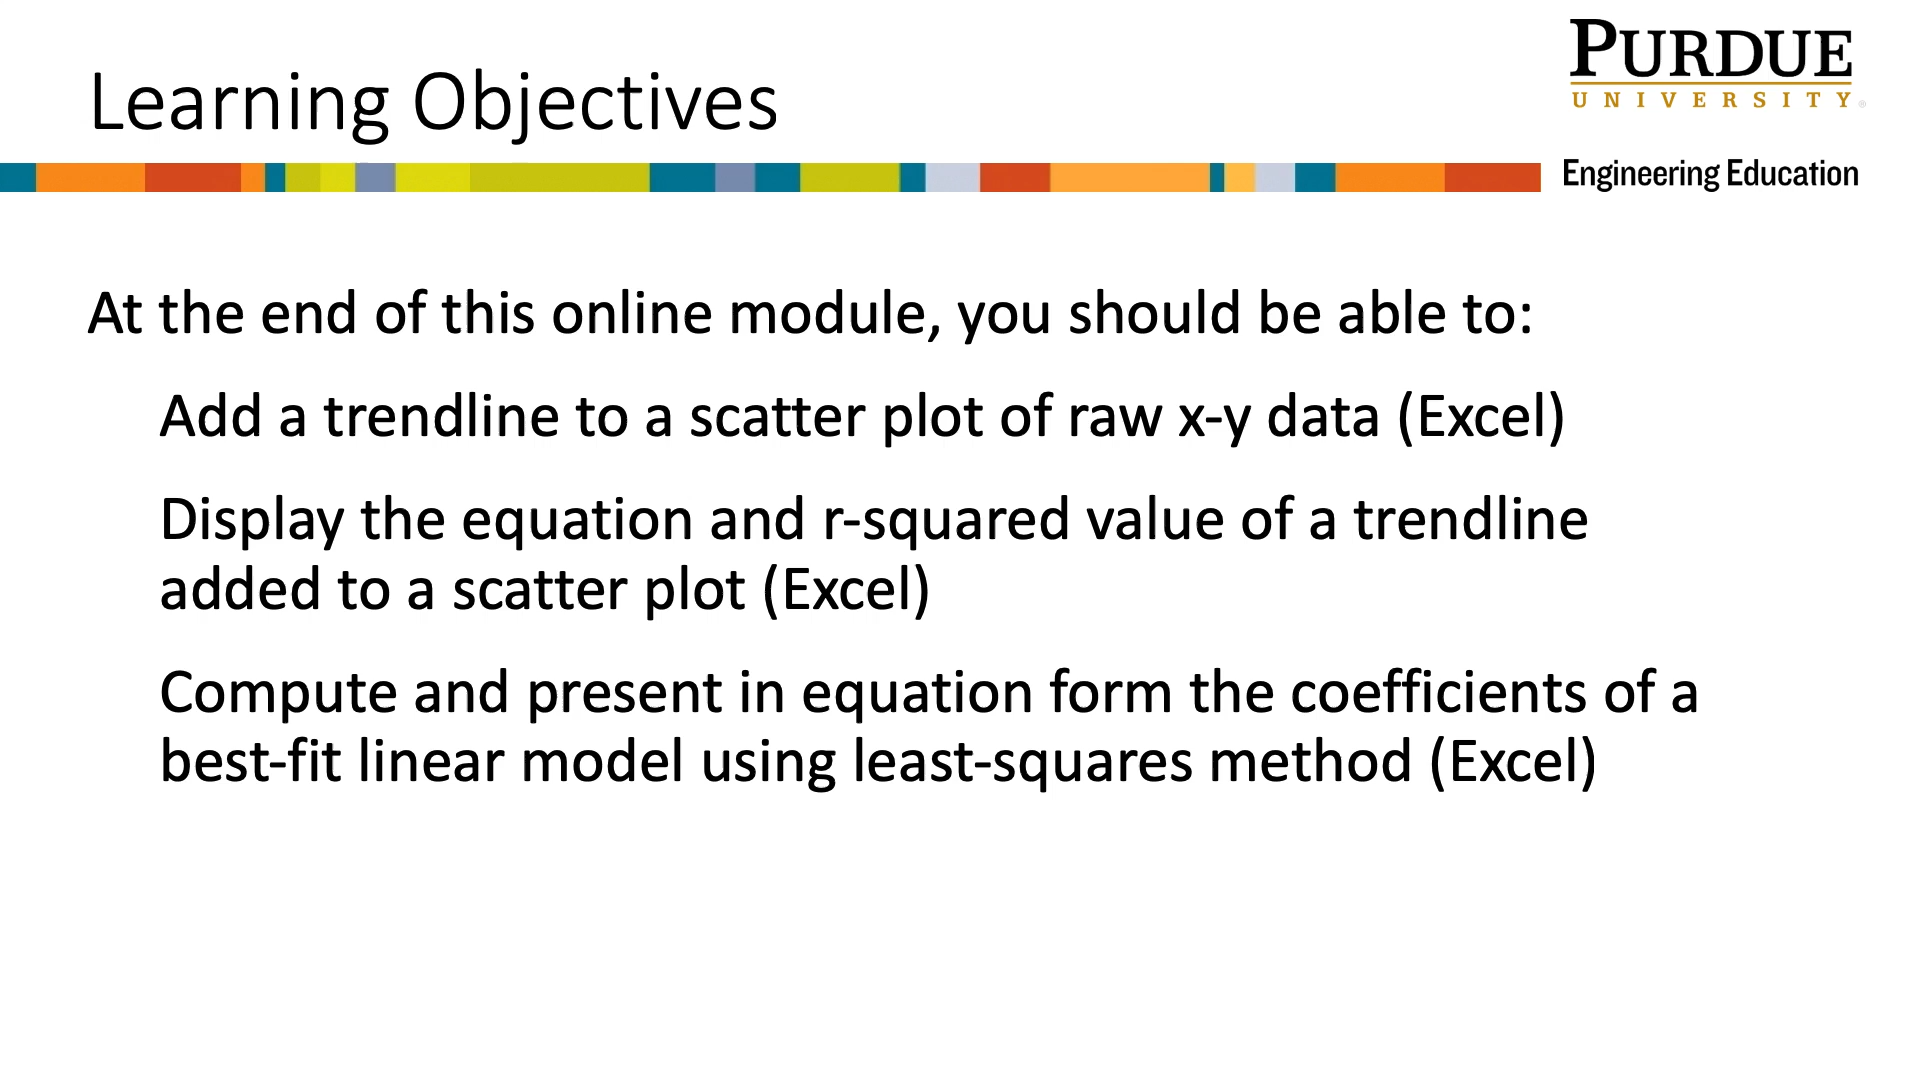 Learning Objectives
PURDUE
UNIVERSITY®
Engineering Education
At the end of this online module, you should be able to:
Add a trendline to a scatter plot of raw x-y data (Excel)
Display the equation and r-squared value of a trendline
added to a scatter plot (Excel)
Compute and present in equation form the coefficients of a
best-fit linear model using least-squares method (Excel)